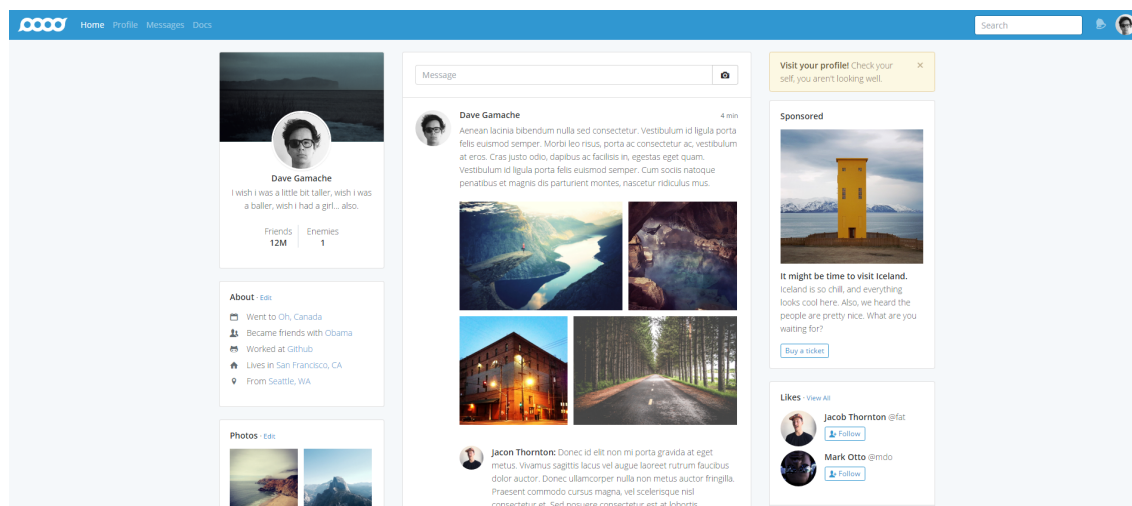 Home Profile Messages Docs
Search
Dave Gamache
I wish i was a little bit taller, wish i was
a baller, wish i had a girl... also.
Friends Enemies
12M 1
About · Edit
Went to Oh, Canada
Became friends with Obama
Worked at Github
Lives in San Francisco, CA
From Seattle, WA
Photos · Edit
Message
Dave Gamache 4 min
Aenean lacinia bibendum nulla sed consectetur. Vestibulum id ligula porta
felis euismod semper. Morbi leo risus, porta ac consectetur ac, vestibulum
at eros. Cras justo odio, dapibus ac facilisis in, egestas eget quam.
Vestibulum id ligula porta felis euismod semper. Cum sociis natoque
penatibus et magnis dis parturient montes, nascetur ridiculus mus.
Jacon Thornton: Donec id elit non mi porta gravida at eget
metus. Vivamus sagittis lacus vel augue laoreet rutrum faucibus
dolor auctor. Donec ullamcorper nulla non metus auctor fringilla.
Praesent commodo cursus magna, vel scelerisque nisl
consectetur et. Sed posuere consectetur est at lobortis.
Visit your profile! Check your ×
self, you aren't looking well.
Sponsored
It might be time to visit Iceland.
Iceland is so chill, and everything
looks cool here. Also, we heard the
people are pretty nice. What are you
waiting for?
Buy a ticket
Likes · View All
Jacob Thornton @fat
Follow
Mark Otto @mdo
Follow